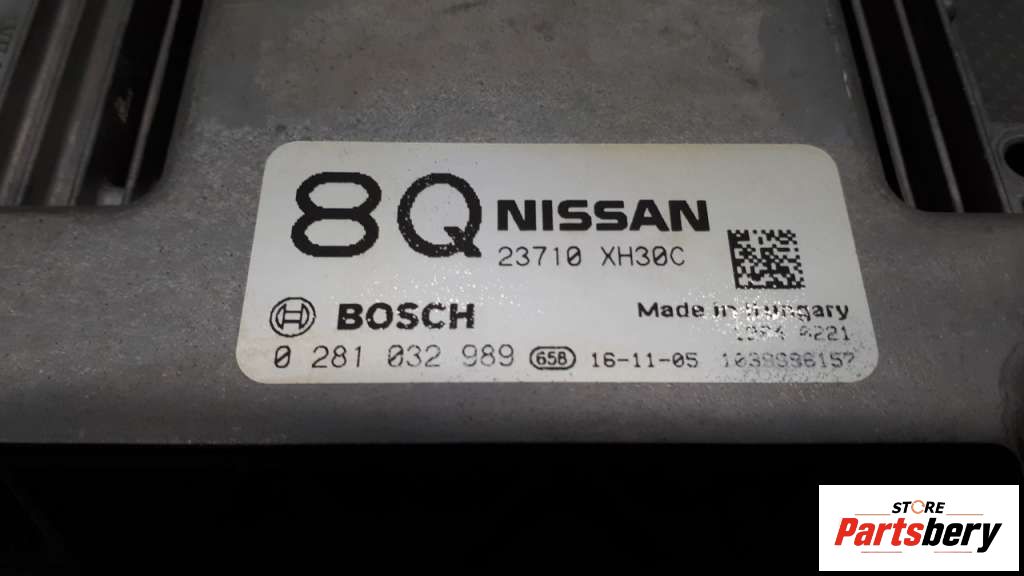 8Q NISSAN
23710 XH30C
BOSCH Made in Hungary
0 281 032 989 658 16-11-05
STORE
Partsbery